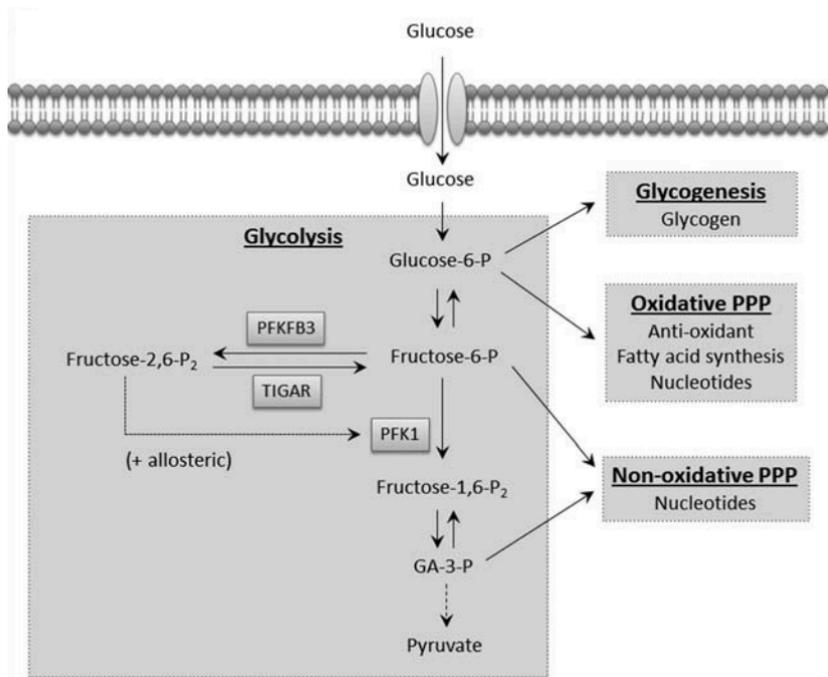 Glucose
Glucose
Glycogenesis
Glycogen
Glycolysis
Glucose-6-P
Oxidative PPP
Anti-oxidant
Fatty acid synthesis
Nucleotides
PFKFB3
Fructose-2,6-P₂
Fructose-6-P
TIGAR
PFK1
(+ allosteric)
Non-oxidative PPP
Nucleotides
Fructose-1,6-P₂
GA-3-P
Pyruvate